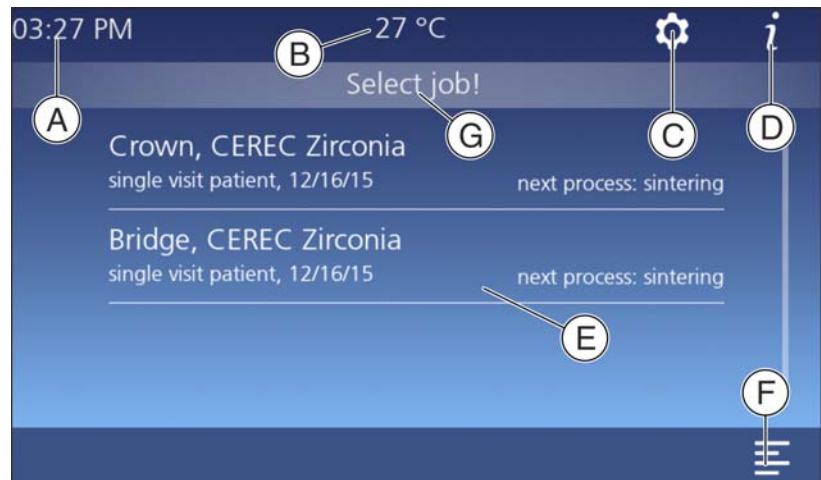 03:27 PM 27 °C i
B
Select job!
A G C D
Crown, CEREC Zirconia
single visit patient, 12/16/15 next process: sintering
Bridge, CEREC Zirconia
single visit patient, 12/16/15 next process: sintering
E
F